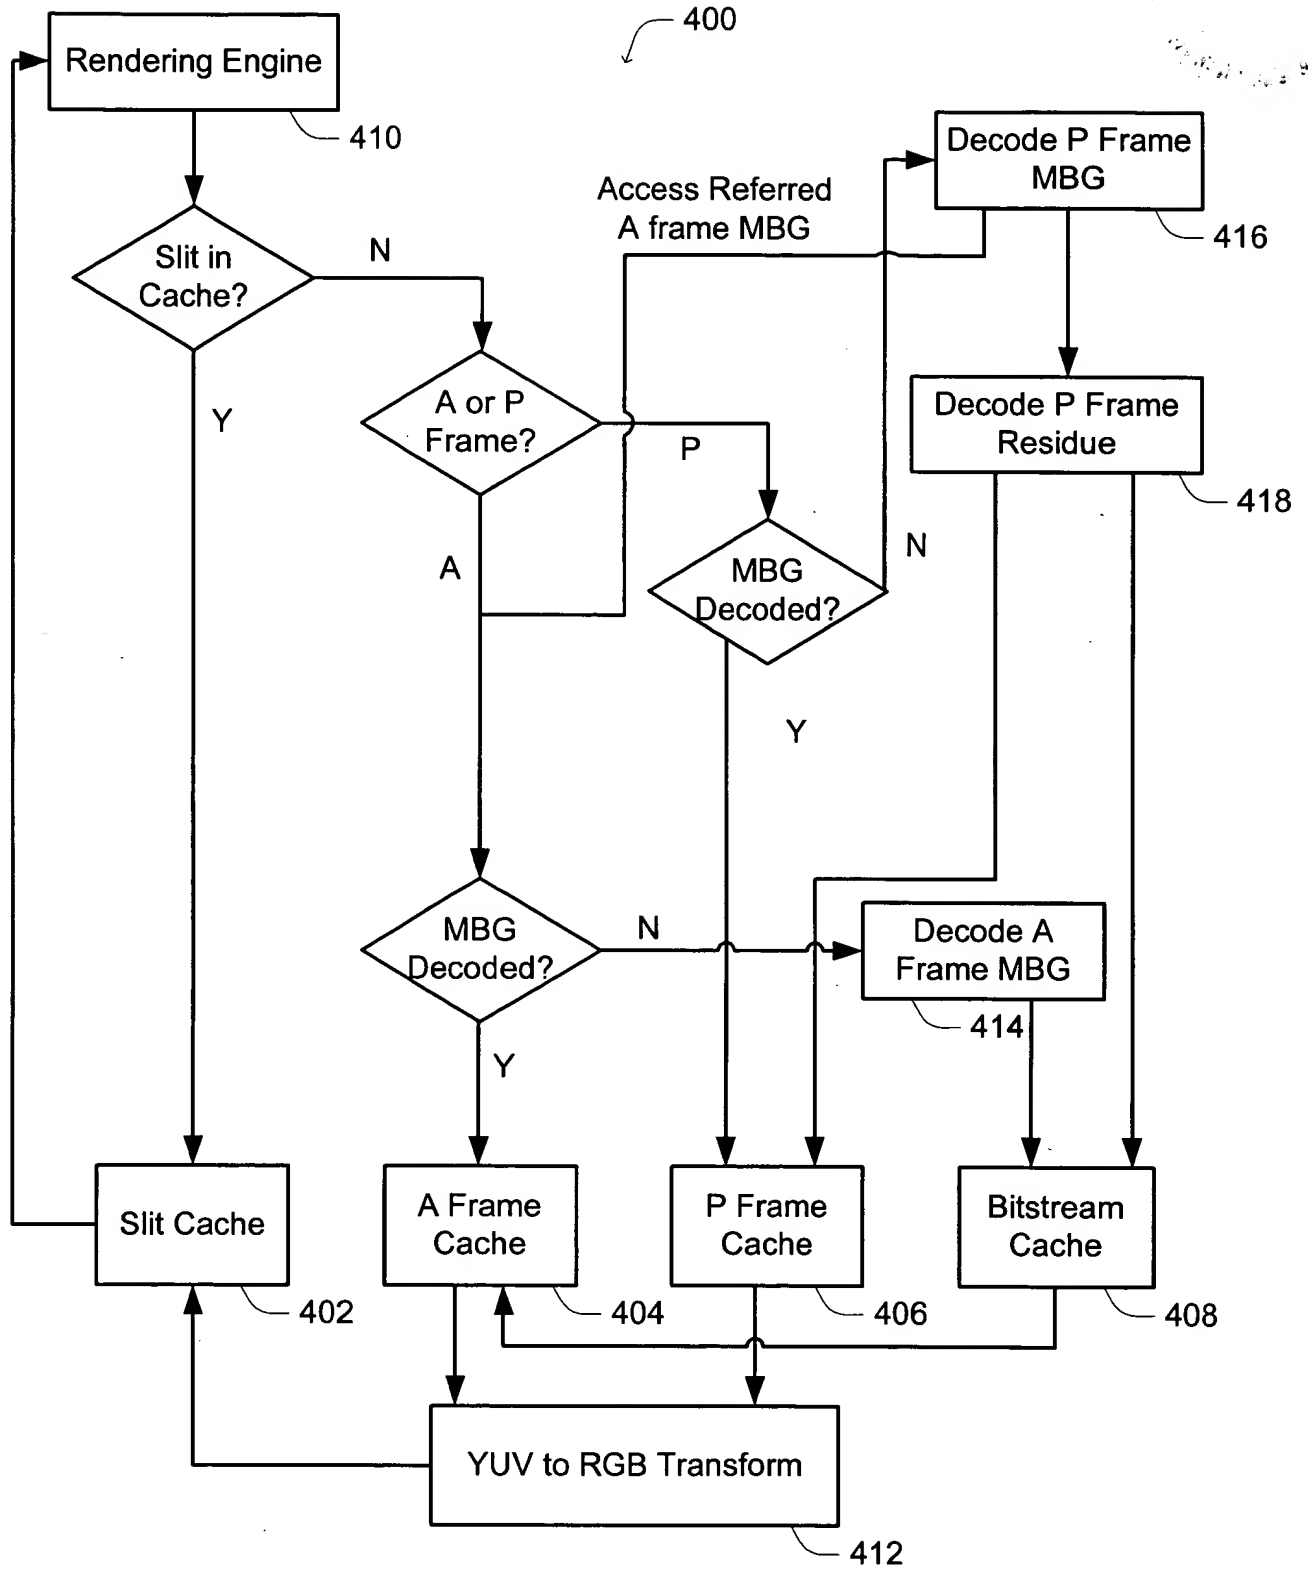 400
Rendering Engine
410
Decode P Frame
MBG
416
Access Referred
A frame MBG
Slit in
Cache?
N
Y
A or P
Frame?
P
A
Decode P Frame
Residue
418
MBG
Decoded?
N
Y
MBG
Decoded?
N
Y
Decode A
Frame MBG
414
Slit Cache
402
A Frame
Cache
404
P Frame
Cache
406
Bitstream
Cache
408
YUV to RGB Transform
412